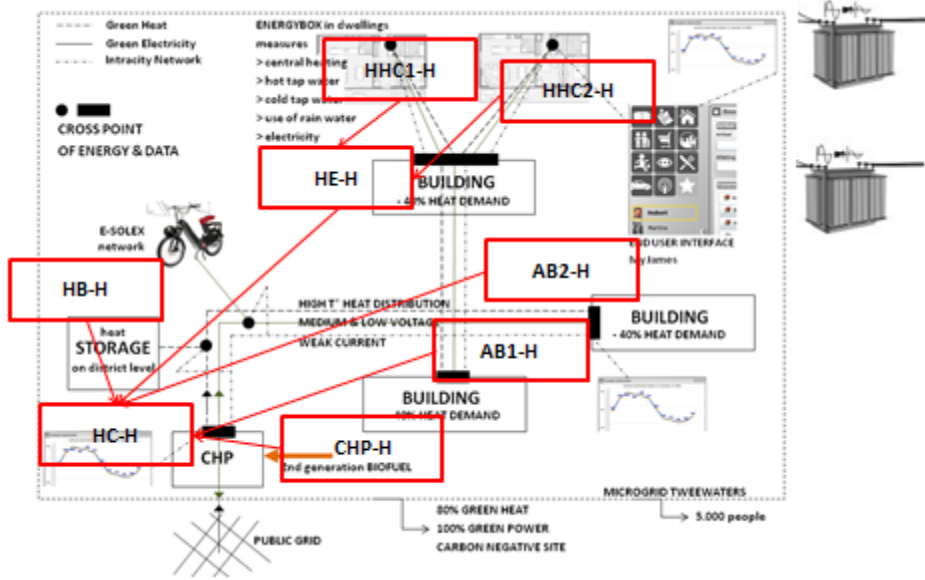 Green Heat
Green Electricity
Intracity Network
CROSS POINT
OF ENERGY & DATA
ENERGYBOX in dwellings
measures
> central heating
> hot tap water
> cold tap water
> use of rain water
> electricity
HHC1-H
HHC2-H
HE-H
BUILDING
- 40% HEAT DEMAND
E-SOLEX
network
END USER INTERFACE
My James
HB-H
AB2-H
HIGH T° HEAT DISTRIBUTION
MEDIUM & LOW VOLTAGE
WEAK CURRENT
BUILDING
- 40% HEAT DEMAND
heat
STORAGE
on district level
AB1-H
BUILDING
40% HEAT DEMAND
HC-H
CHP
CHP-H
2nd generation BIOFUEL
MICROGRID TWEEWATERS
5.000 people
80% GREEN HEAT
100% GREEN POWER
CARBON NEGATIVE SITE
PUBLIC GRID